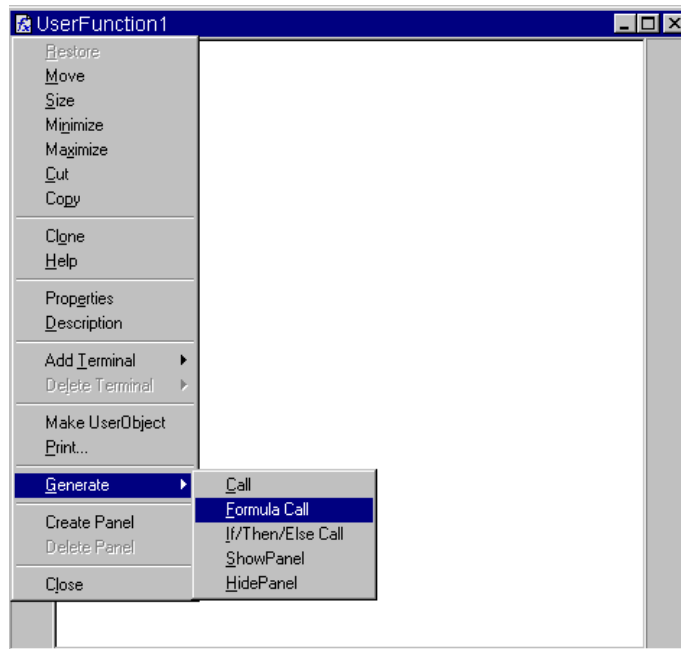 UserFunction1
Restore
Move
Size
Minimize
Maximize
Cut
Copy
Clone
Help
Properties
Description
Add Terminal
Delete Terminal
Make UserObject
Print...
Generate
Create Panel
Delete Panel
Close
Call
Formula Call
If/Then/Else Call
ShowPanel
HidePanel